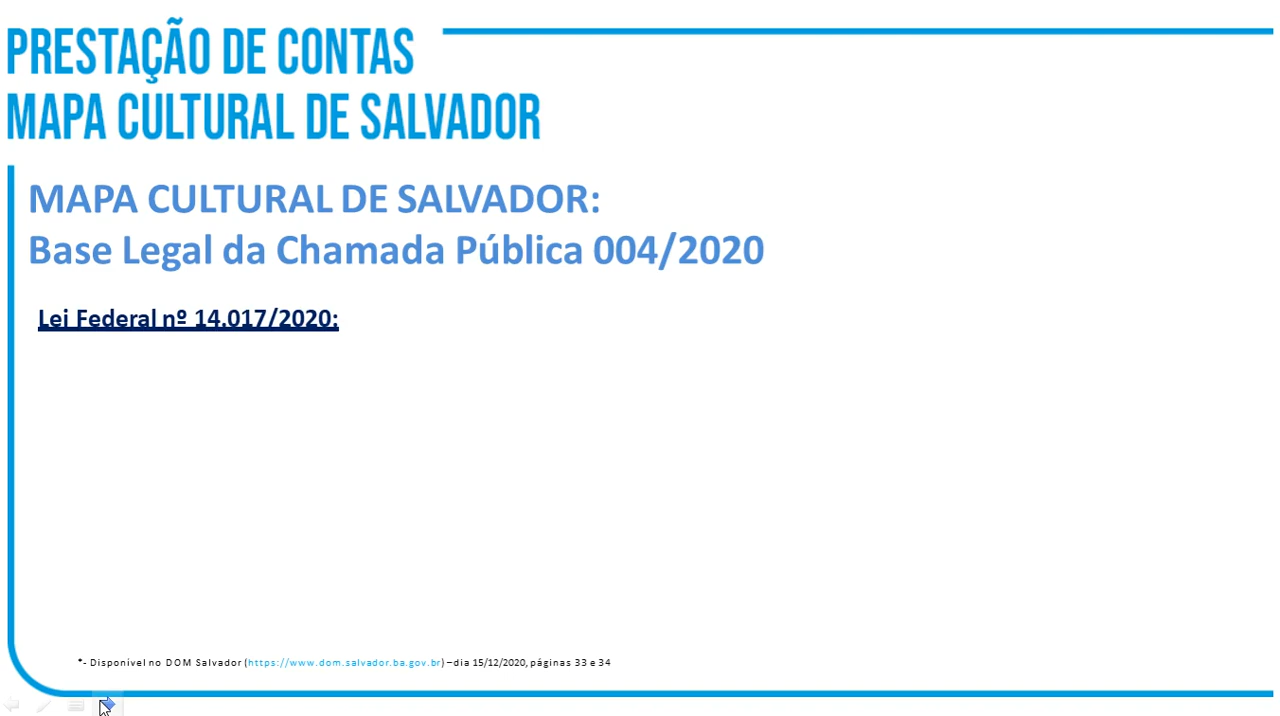 PRESTAÇÃO DE CONTAS
MAPA CULTURAL DE SALVADOR
MAPA CULTURAL DE SALVADOR:
Base Legal da Chamada Pública 004/2020
Lei Federal nº 14.017/2020:
*- Disponível no DOM Salvador (https://www.dom.salvador.ba.gov.br) –dia 15/12/2020, páginas 33 e 34